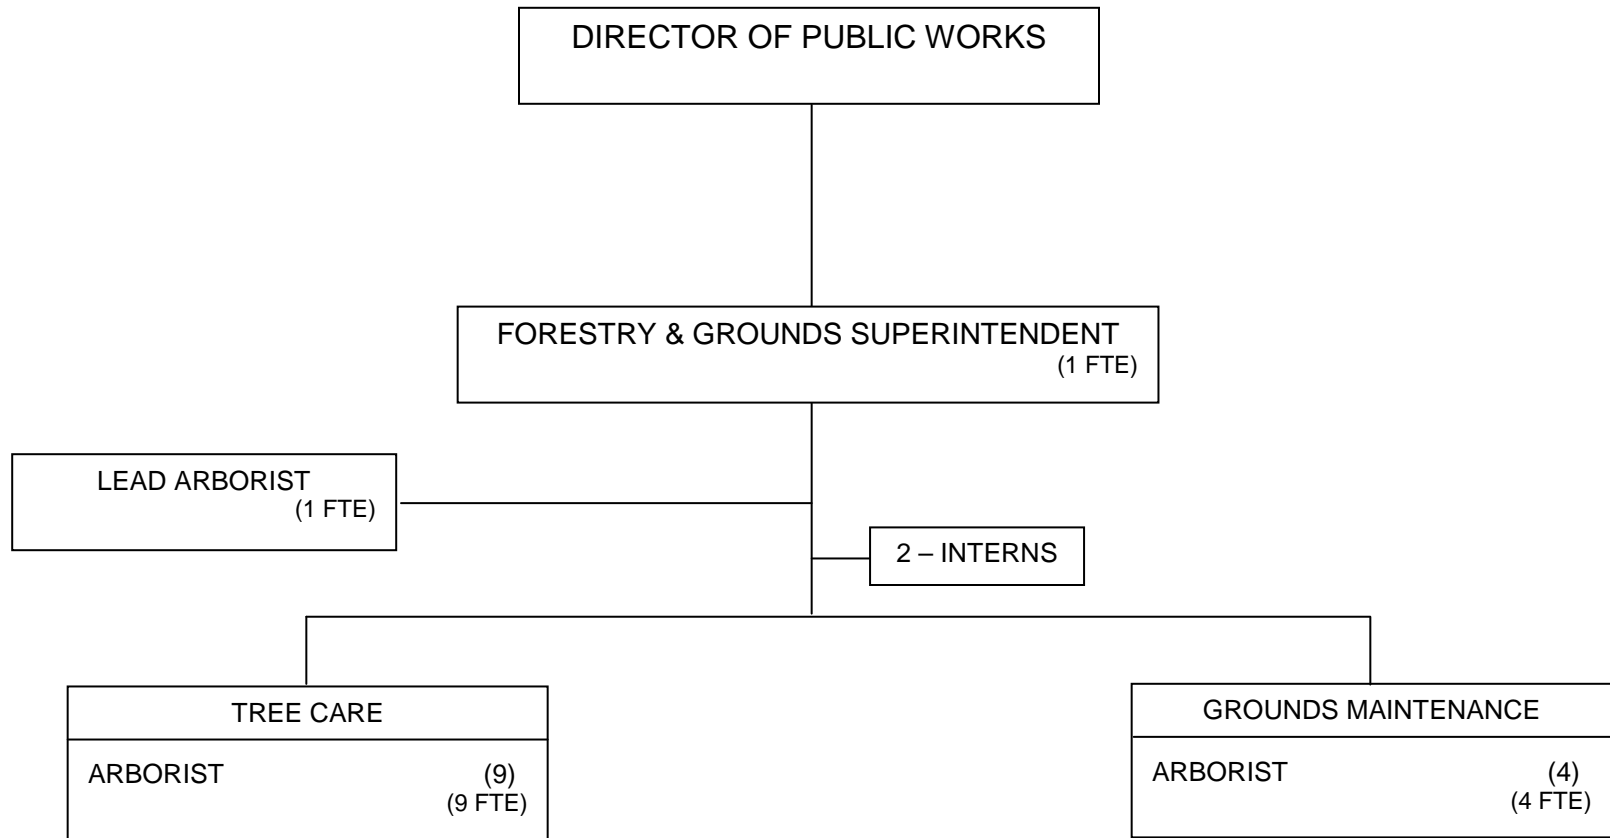 DIRECTOR OF PUBLIC WORKS
FORESTRY & GROUNDS SUPERINTENDENT
(1 FTE)
LEAD ARBORIST
(1 FTE)
2 – INTERNS
TREE CARE
ARBORIST (9)
(9 FTE)
GROUNDS MAINTENANCE
ARBORIST (4)
(4 FTE)